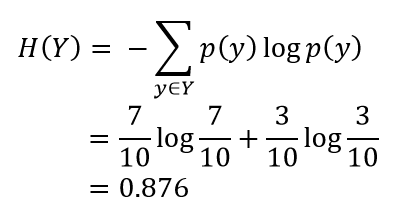 H(Y) = − ∑_{y∈Y} p(y) log p(y)
= 7/10 log 7/10 + 3/10 log 3/10
= 0.876